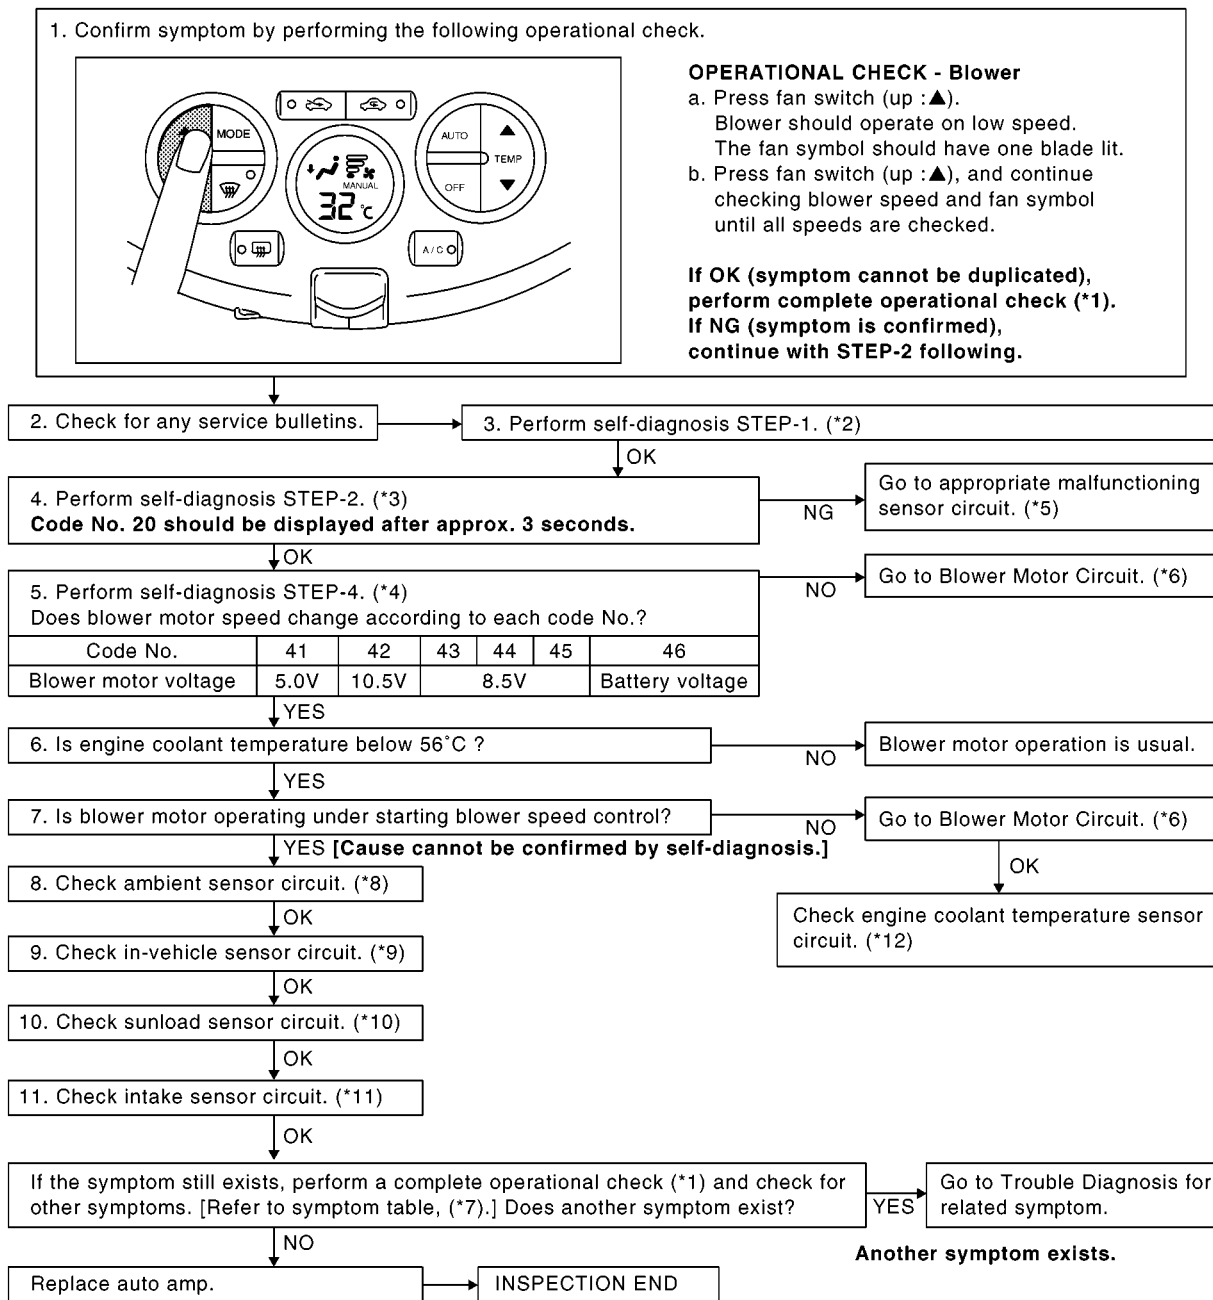 1. Confirm symptom by performing the following operational check.
MODE
AUTO
OFF
TEMP
MANUAL
32°C
A/C
OPERATIONAL CHECK - Blower
a. Press fan switch (up :▲).
Blower should operate on low speed.
The fan symbol should have one blade lit.
b. Press fan switch (up :▲), and continue
checking blower speed and fan symbol
until all speeds are checked.
If OK (symptom cannot be duplicated),
perform complete operational check (*1).
If NG (symptom is confirmed),
continue with STEP-2 following.
2. Check for any service bulletins.
3. Perform self-diagnosis STEP-1. (*2)
OK
4. Perform self-diagnosis STEP-2. (*3)
Code No. 20 should be displayed after approx. 3 seconds.
NG
Go to appropriate malfunctioning
sensor circuit. (*5)
OK
5. Perform self-diagnosis STEP-4. (*4)
Does blower motor speed change according to each code No.?
NO
Go to Blower Motor Circuit. (*6)
Code No. 41 42 43 44 45 46
Blower motor voltage 5.0V 10.5V 8.5V Battery voltage
YES
6. Is engine coolant temperature below 56°C ?
NO
Blower motor operation is usual.
YES
7. Is blower motor operating under starting blower speed control?
NO
Go to Blower Motor Circuit. (*6)
YES [Cause cannot be confirmed by self-diagnosis.]
OK
Check engine coolant temperature sensor
circuit. (*12)
8. Check ambient sensor circuit. (*8)
OK
9. Check in-vehicle sensor circuit. (*9)
OK
10. Check sunload sensor circuit. (*10)
OK
11. Check intake sensor circuit. (*11)
OK
If the symptom still exists, perform a complete operational check (*1) and check for
other symptoms. [Refer to symptom table, (*7).] Does another symptom exist?
YES
Go to Trouble Diagnosis for
related symptom.
Another symptom exists.
NO
Replace auto amp.
INSPECTION END